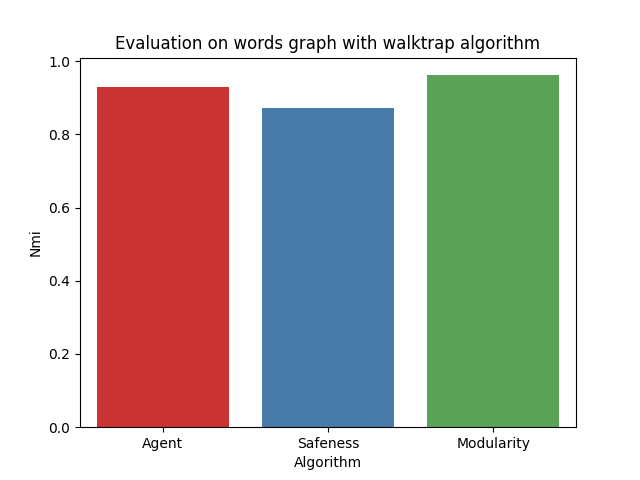 Evaluation on words graph with walktrap algorithm
1.0
0.8
0.6
0.4
0.2
0.0
Nmi
Agent Safeness Modularity
Algorithm